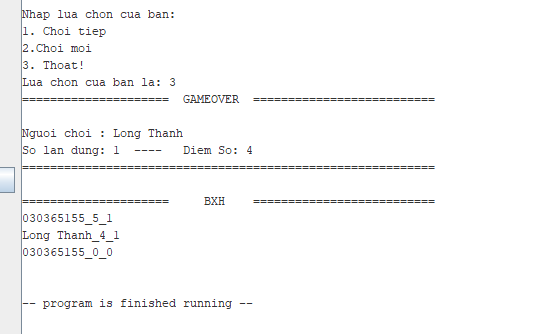 Nhap lua chon cua ban:
1. Choi tiep
2.Choi moi
3. Thoat!
Lua chon cua ban la: 3
===================== GAMEOVER ==========================
Nguoi choi : Long Thanh
So lan dung: 1 ---- Diem So: 4
===========================================================
===================== BXH ==========================
030365155_5_1
Long Thanh_4_1
030365155_0_0
-- program is finished running --